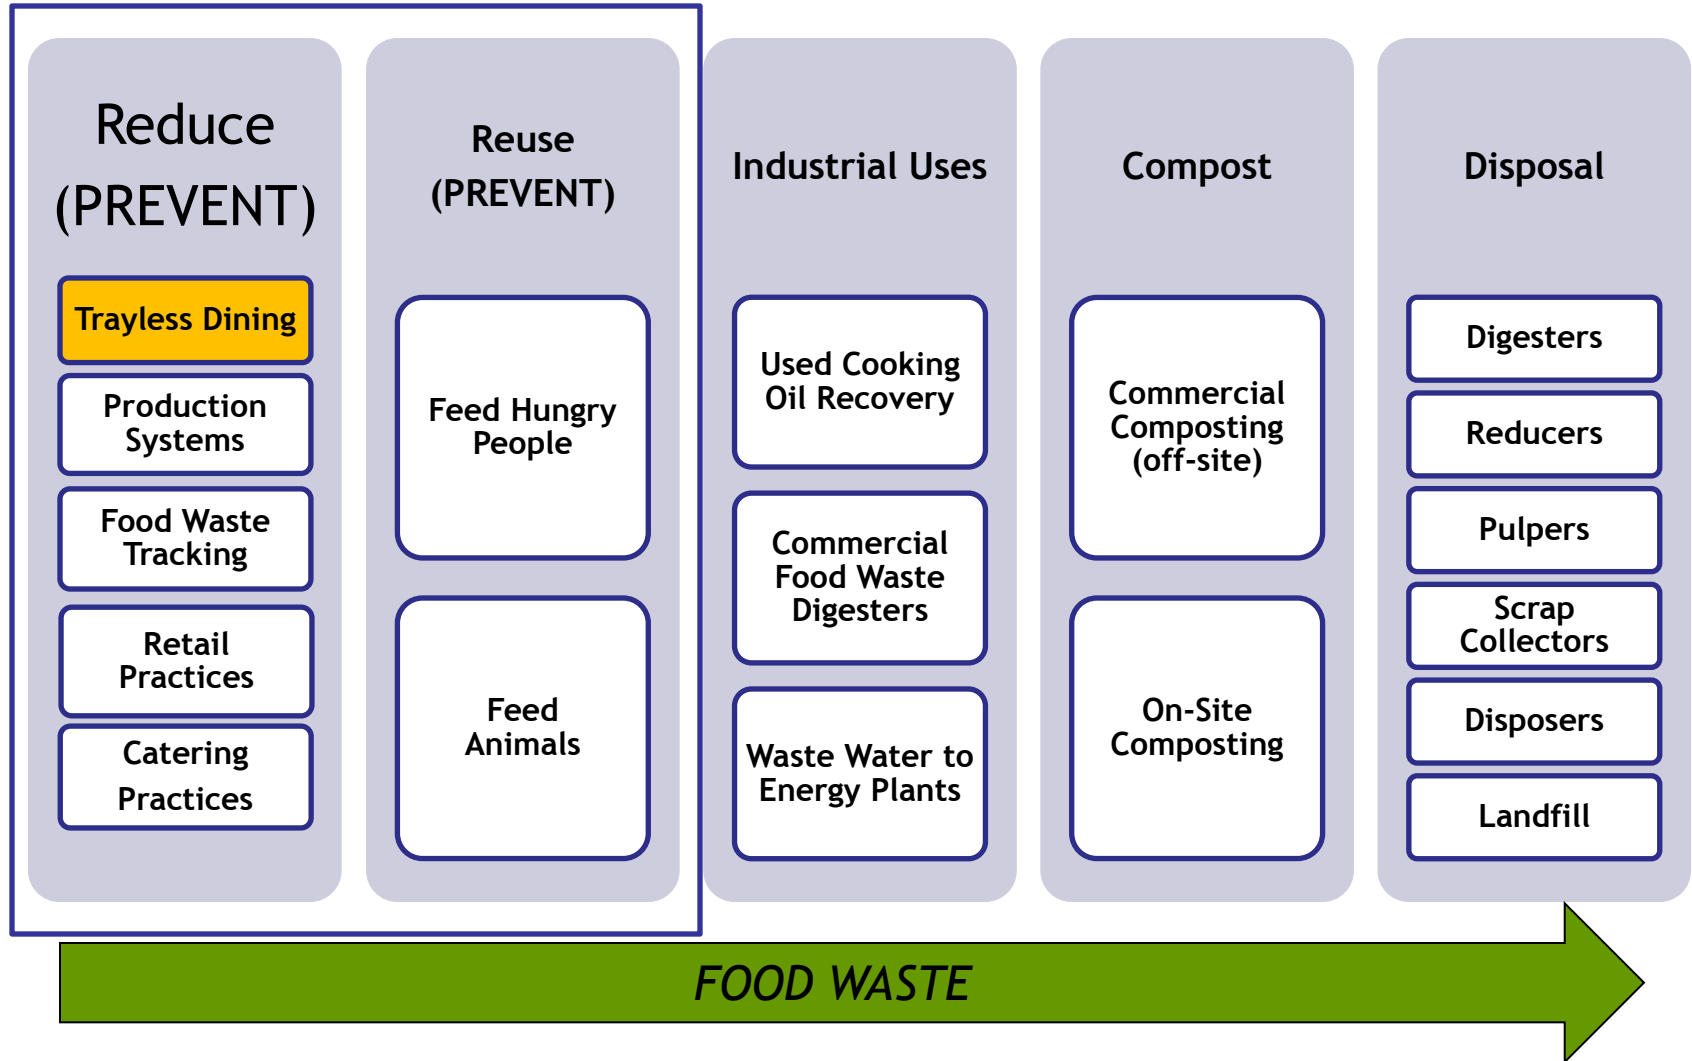 Reduce
(PREVENT)
Trayless Dining
Production
Systems
Food Waste
Tracking
Retail
Practices
Catering
Practices
Reuse
(PREVENT)
Feed Hungry
People
Feed
Animals
Industrial Uses
Used Cooking
Oil Recovery
Commercial
Food Waste
Digesters
Waste Water to
Energy Plants
Compost
Commercial
Composting
(off-site)
On-Site
Composting
Disposal
Digesters
Reducers
Pulpers
Scrap
Collectors
Disposers
Landfill
FOOD WASTE